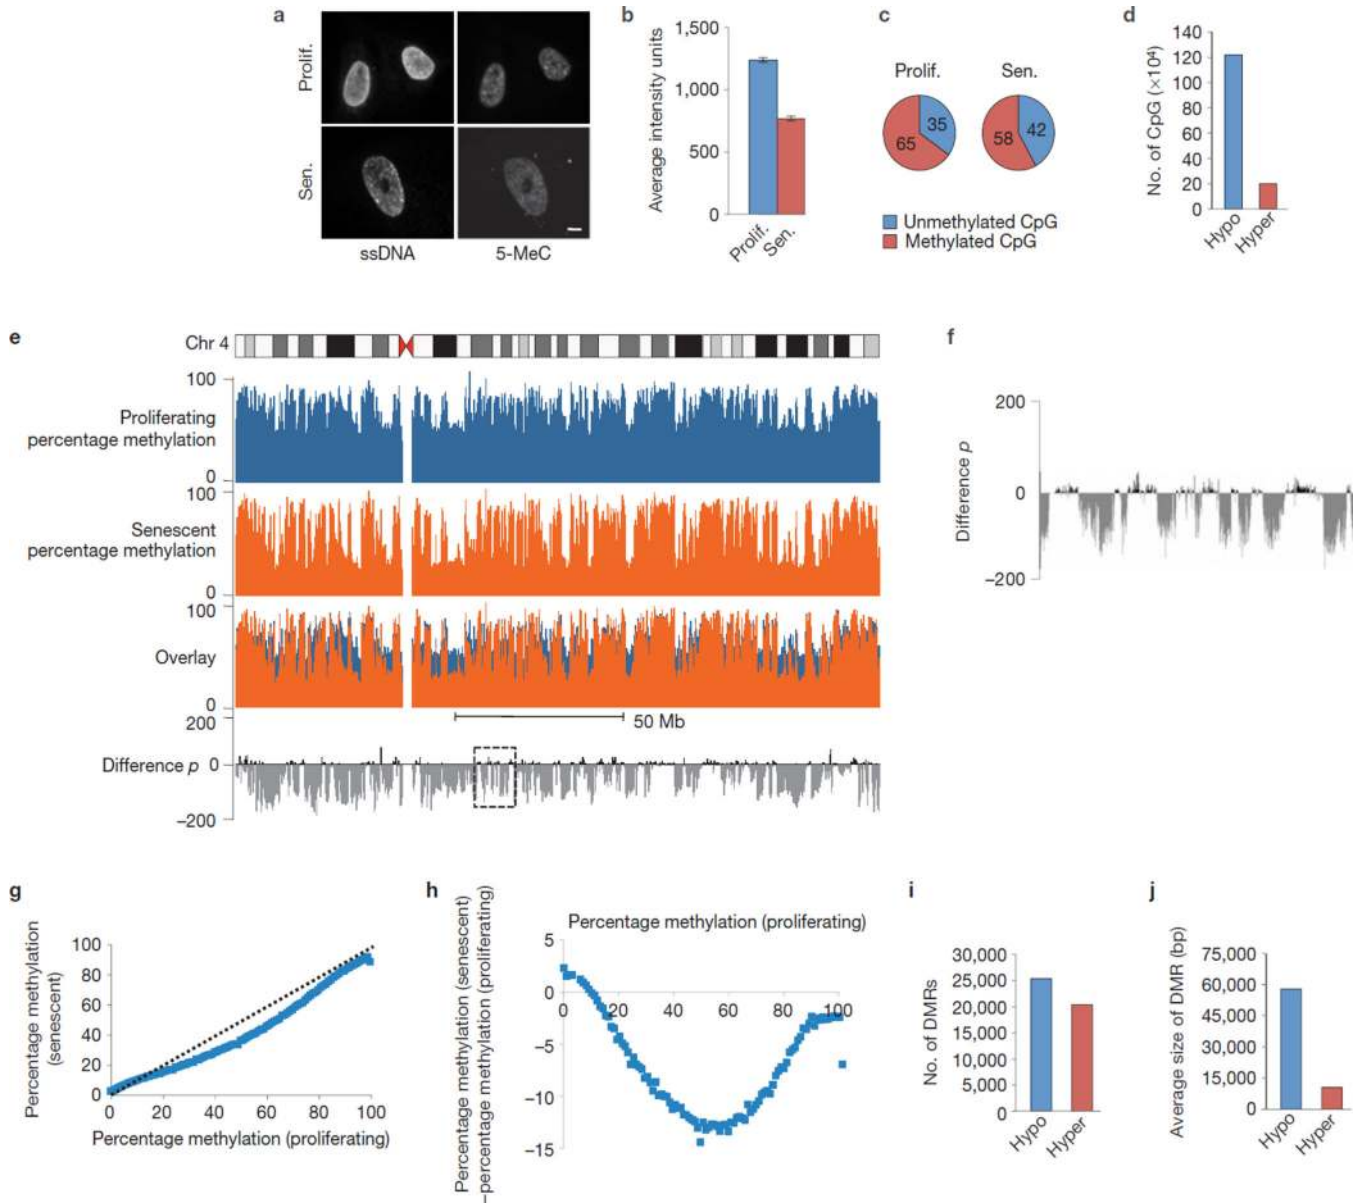 a
Prolif.
Sen.
ssDNA
5-MeC
b
Average intensity units
1,500
1,000
500
0
Prolif.
Sen.
c
Prolif.
Sen.
35
65
42
58
Unmethylated CpG
Methylated CpG
d
No. of CpG (×10⁴)
140
120
100
80
60
40
20
0
Hypo
Hyper
e
Chr 4
100
Proliferating
percentage methylation
0
100
Senescent
percentage methylation
0
100
Overlay
0
50 Mb
200
Difference p 0
−200
f
200
Difference p
0
−200
g
Percentage methylation
(senescent)
100
80
60
40
20
0
0 20 40 60 80 100
Percentage methylation (proliferating)
h
Percentage methylation (senescent)
–percentage methylation (proliferating)
Percentage methylation (proliferating)
5
0
−5
−10
−15
0 20 40 60 80 100
i
No. of DMRs
30,000
25,000
20,000
15,000
10,000
5,000
0
Hypo
Hyper
j
Average size of DMR (bp)
75,000
60,000
45,000
30,000
15,000
0
Hypo
Hyper